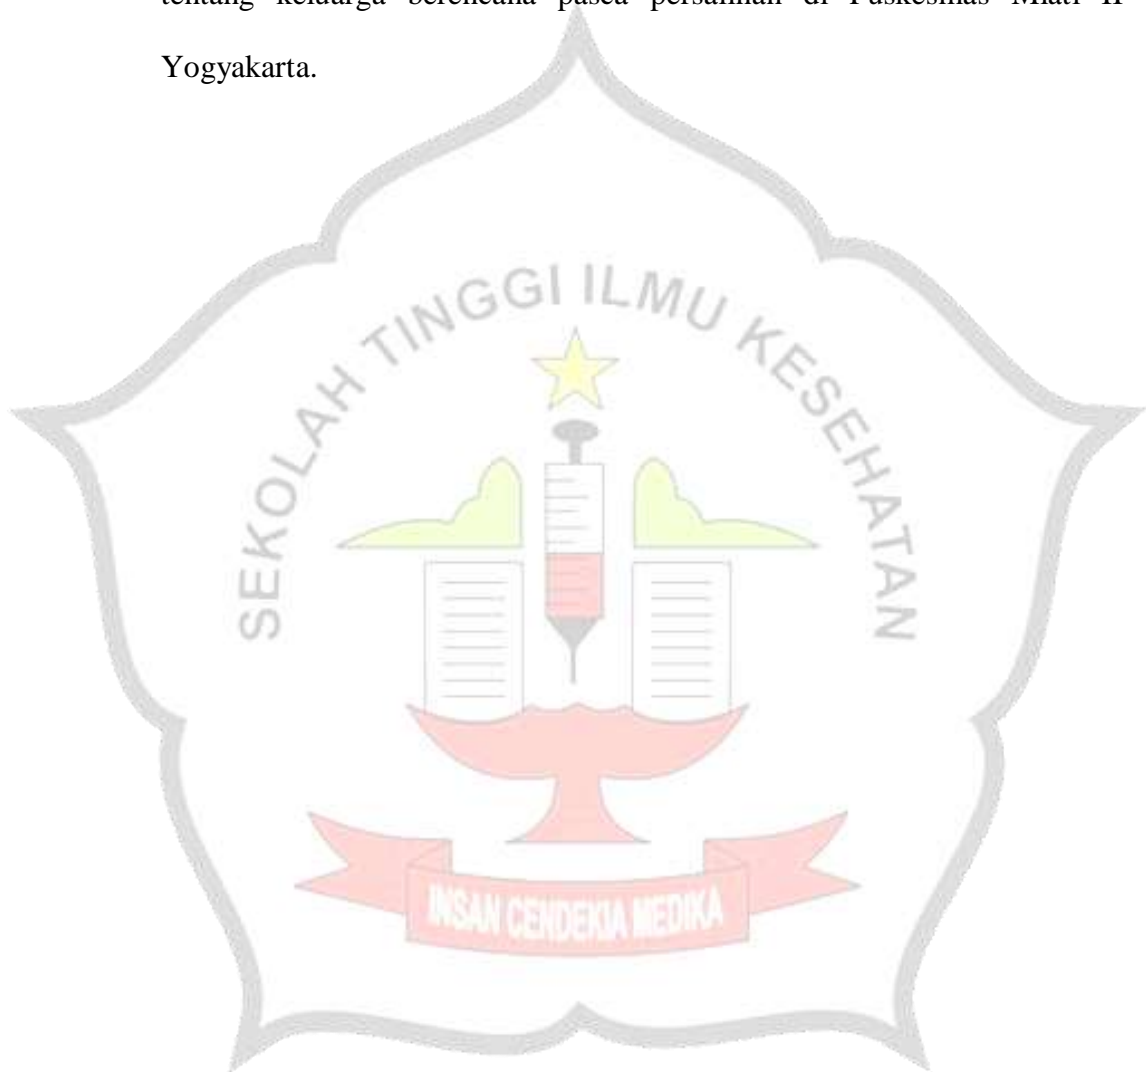 tentang keluarga berencana pasca persalinan di Puskesmas Mlati II
Yogyakarta.
SEKOLAH TINGGI ILMU KESEHATAN
INSAN CENDEKIA MEDIKA